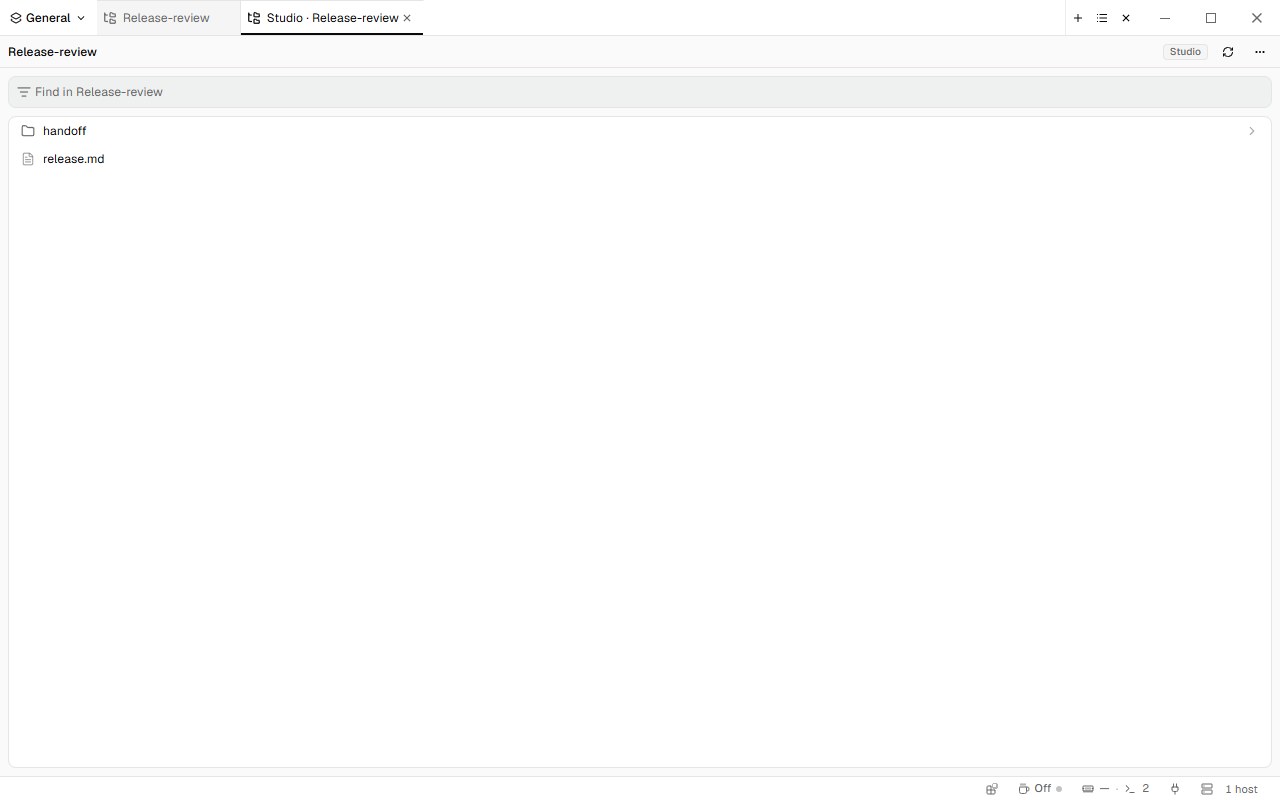 General
Release-review
Studio · Release-review
Release-review
Studio
Find in Release-review
handoff
release.md
Off
— · 2
1 host